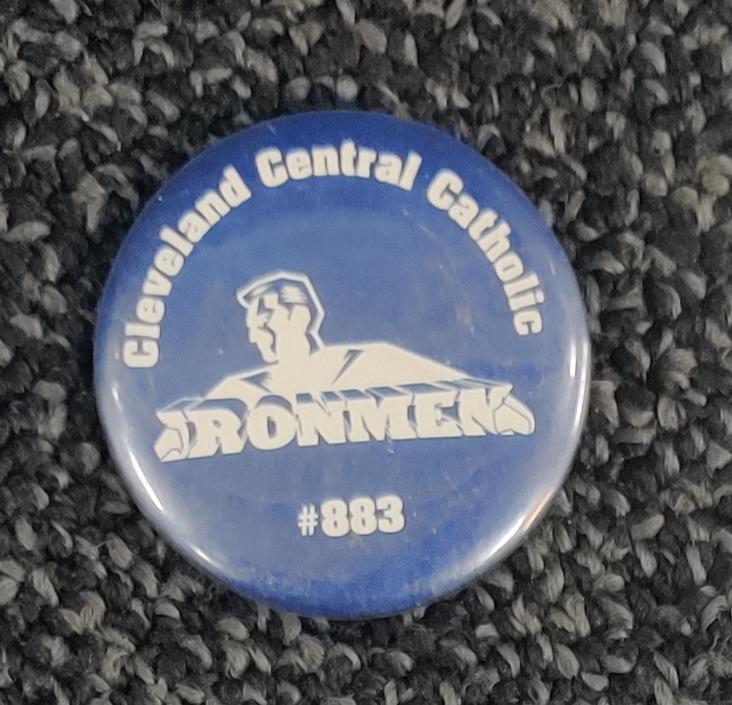 Cleveland Central Catholic
IRONMEN
#883